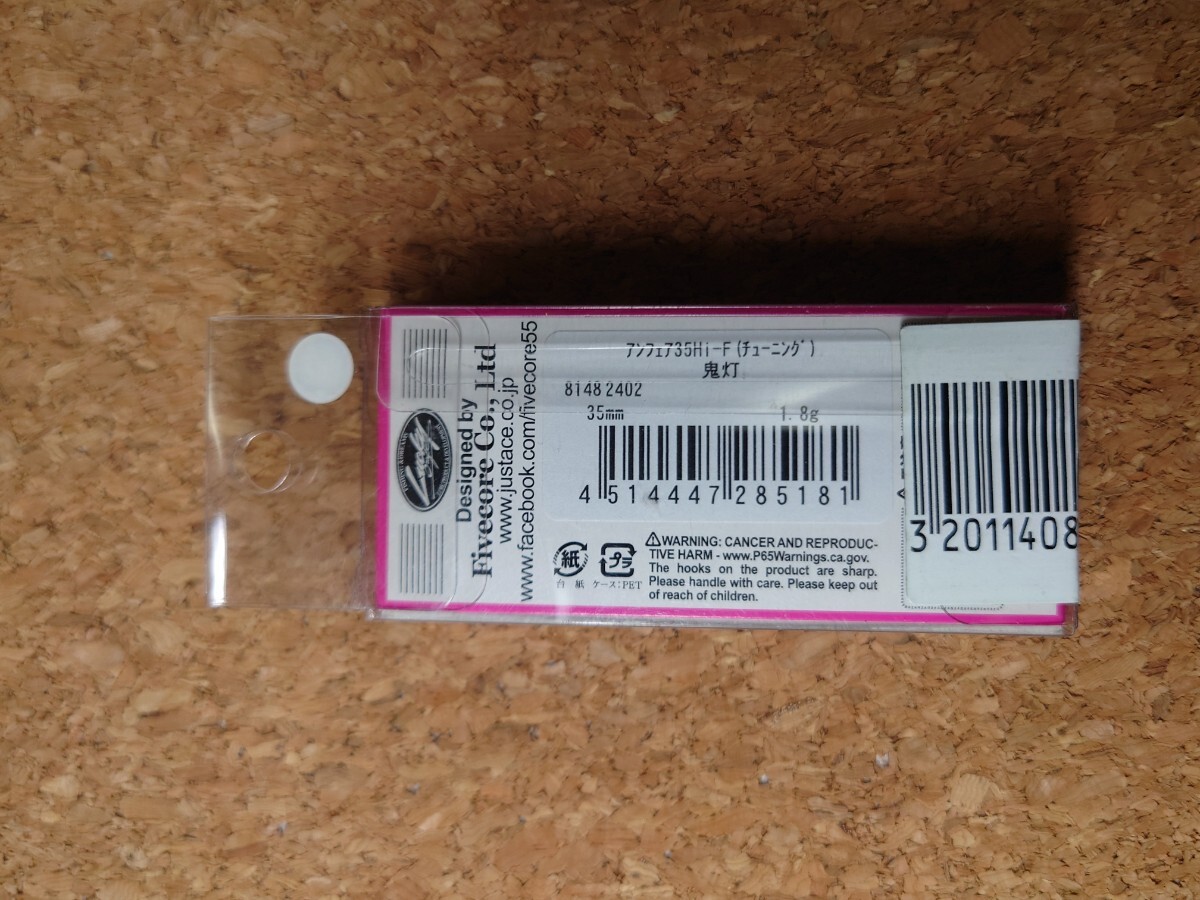 Designed by
Fivecore Co., Ltd
www.justace.co.jp
www.facebook.com/fivecore55
ｱﾝﾌｪｱ35Hi-F(ﾁｭｰﾆﾝｸﾞ)
鬼灯
81482402
35mm 1.8g
4 514447 285181
紙 プラ
台 紙 ケース:PET
⚠WARNING: CANCER AND REPRODUC-
TIVE HARM - www.P65Warnings.ca.gov.
The hooks on the product are sharp.
Please handle with care. Please keep out
of reach of children.
3 2011408